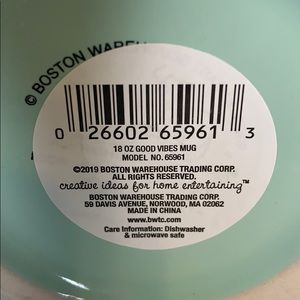 © BOSTON WAREH
0 26602 65961 3
18 OZ GOOD VIBES MUG
MODEL NO. 65961
©2019 BOSTON WAREHOUSE TRADING CORP.
ALL RIGHTS RESERVED.
creative ideas for home entertaining™
BOSTON WAREHOUSE TRADING CORP.
59 DAVIS AVENUE, NORWOOD, MA 02062
MADE IN CHINA
www.bwtc.com
Care Information: Dishwasher
& microwave safe